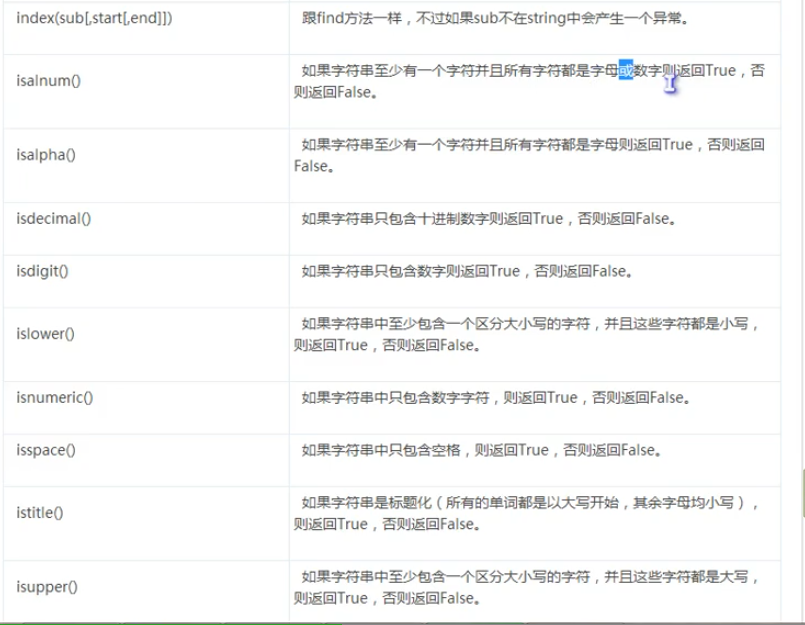 index(sub[,start[,end]])
跟find方法一样，不过如果sub不在string中会产生一个异常。
isalnum()
如果字符串至少有一个字符并且所有字符都是字母或数字则返回True，否
则返回False。
isalpha()
如果字符串至少有一个字符并且所有字符都是字母则返回True，否则返回
False。
isdecimal()
如果字符串只包含十进制数字则返回True，否则返回False。
isdigit()
如果字符串只包含数字则返回True，否则返回False。
islower()
如果字符串中至少包含一个区分大小写的字符，并且这些字符都是小写，
则返回True，否则返回False。
isnumeric()
如果字符串中只包含数字字符，则返回True，否则返回False。
isspace()
如果字符串中只包含空格，则返回True，否则返回False。
istitle()
如果字符串是标题化（所有的单词都是以大写开始，其余字母均小写），
则返回True，否则返回False。
isupper()
如果字符串中至少包含一个区分大小写的字符，并且这些字符都是大写，
则返回True，否则返回False。